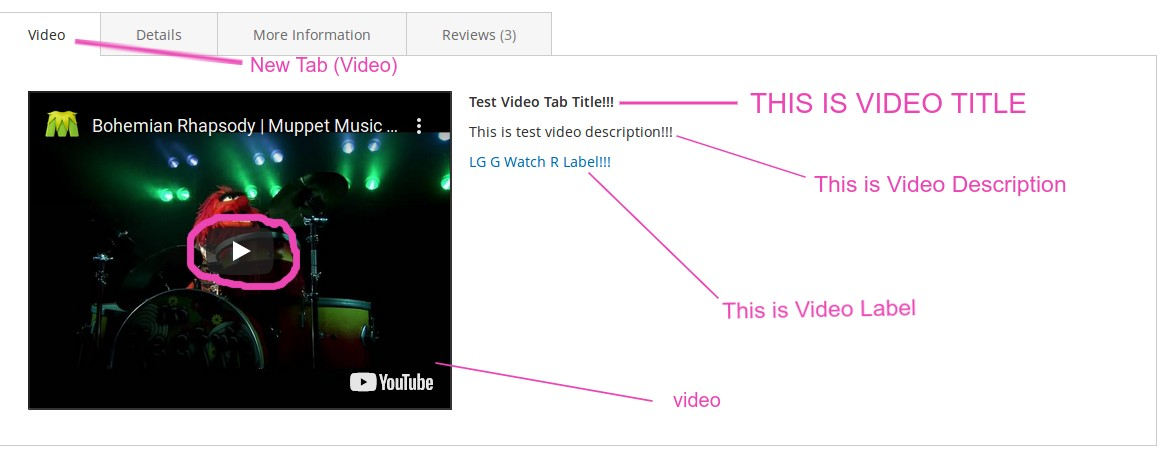 Video
Details
More Information
Reviews (3)
New Tab (Video)
Bohemian Rhapsody | Muppet Music ...
Test Video Tab Title!!!
THIS IS VIDEO TITLE
This is test video description!!!
This is Video Description
LG G Watch R Label!!!
This is Video Label
YouTube
video